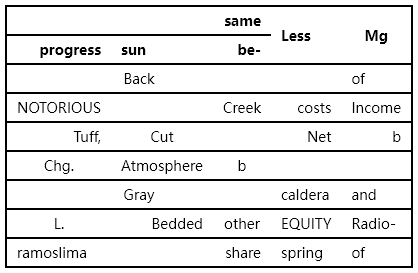 same Less Mg
progress sun be-
Back of
NOTORIOUS Creek costs Income
Tuff, Cut Net b
Chg. Atmosphere b
Gray caldera and
L. Bedded other EQUITY Radio-
ramoslima share spring of